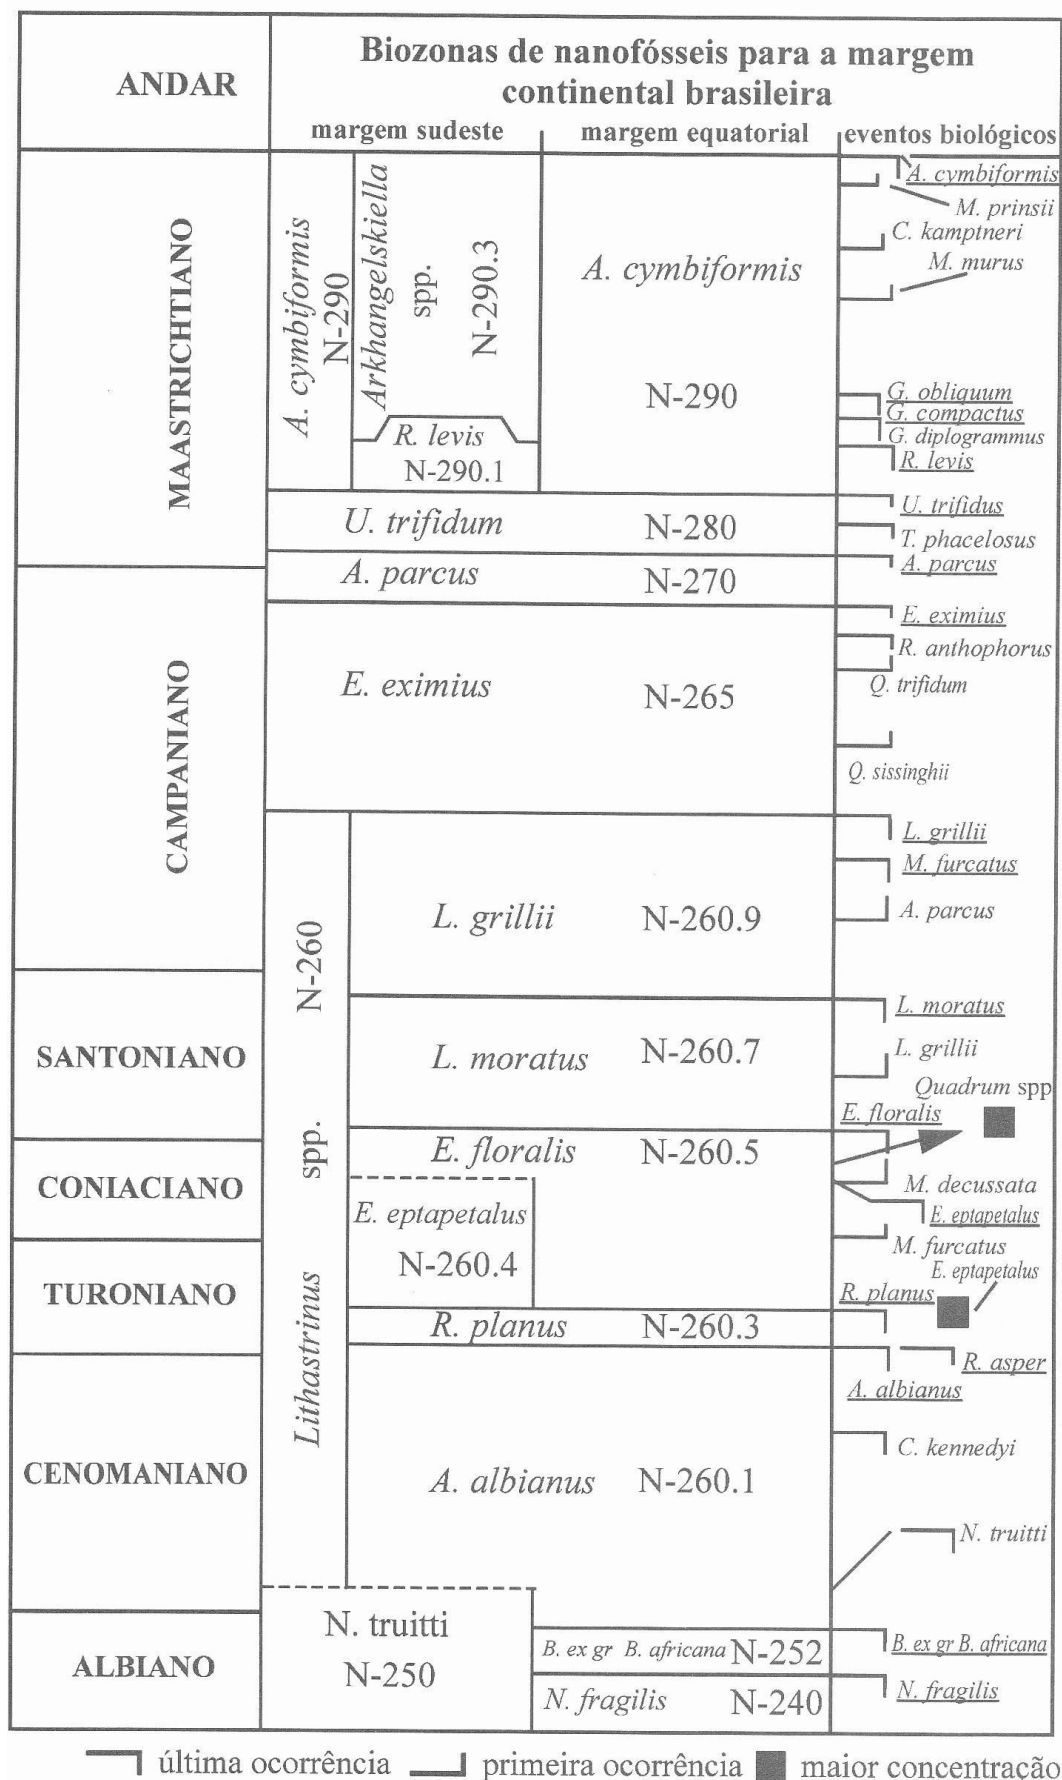 ANDAR
Biozonas de nanofósseis para a margem
continental brasileira
margem sudeste
margem equatorial
eventos biológicos
MAASTRICHTIANO
CAMPANIANO
SANTONIANO
CONIACIANO
TURONIANO
CENOMANIANO
ALBIANO
A. cymbiformis
N-290
Arkhangelskiella
spp.
N-290.3
R. levis
N-290.1
A. cymbiformis
N-290
U. trifidum N-280
A. parcus N-270
E. eximius N-265
Lithastrinus spp. N-260
L. grillii N-260.9
L. moratus N-260.7
E. floralis N-260.5
E. eptapetalus
N-260.4
R. planus N-260.3
A. albianus N-260.1
N. truitti
N-250
B. ex gr B. africana N-252
N. fragilis N-240
A. cymbiformis
M. prinsii
C. kamptneri
M. murus
G. obliquum
G. compactus
G. diplogrammus
R. levis
U. trifidus
T. phacelosus
A. parcus
E. eximius
R. anthophorus
Q. trifidum
Q. sissinghii
L. grillii
M. furcatus
A. parcus
L. moratus
L. grillii
Quadrum spp
E. floralis
M. decussata
E. eptapetalus
M. furcatus
E. eptapetalus
R. planus
R. asper
A. albianus
C. kennedyi
N. truitti
B. ex gr B. africana
N. fragilis
última ocorrência
primeira ocorrência
maior concentração